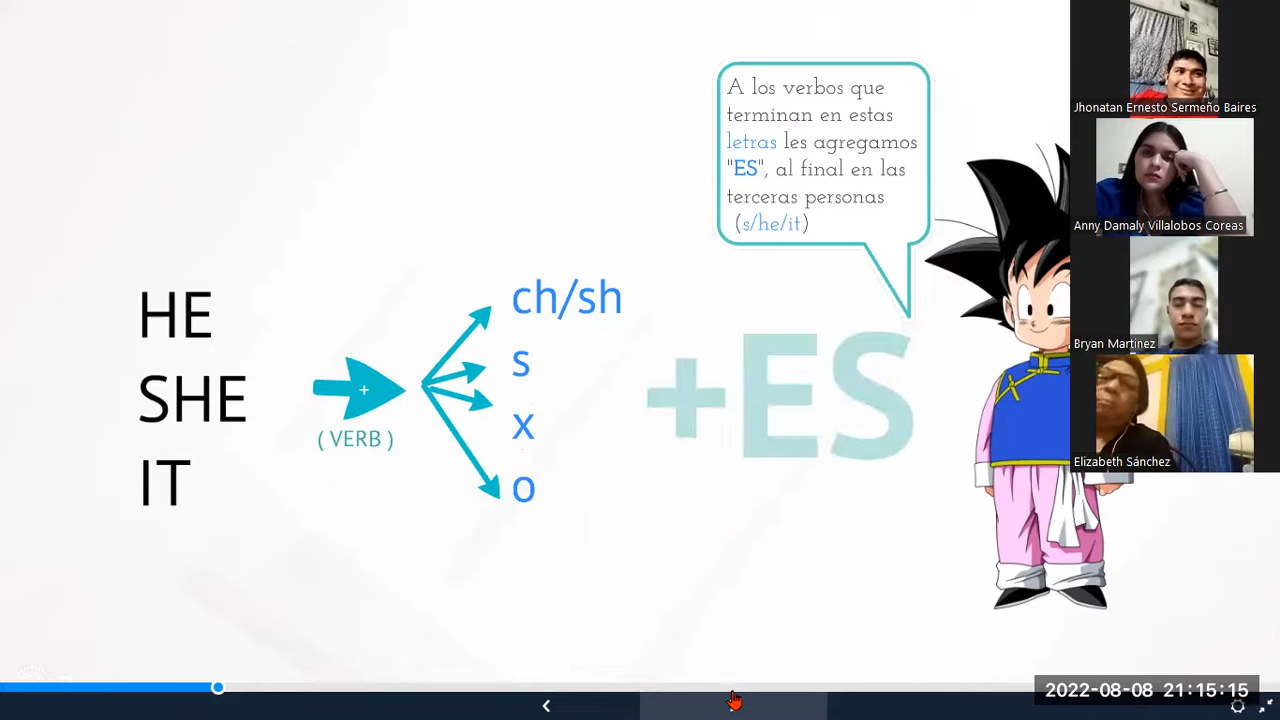 A los verbos que
terminan en estas
letras les agregamos
"ES", al final en las
terceras personas
(s/he/it)
HE
SHE
IT
+
( VERB )
ch/sh
s
x
o
+ES
Jhonatan Ernesto Sermeño Baires
Anny Damaly Villalobos Coreas
Bryan Martinez
Elizabeth Sánchez
2022-08-08 21:15:15